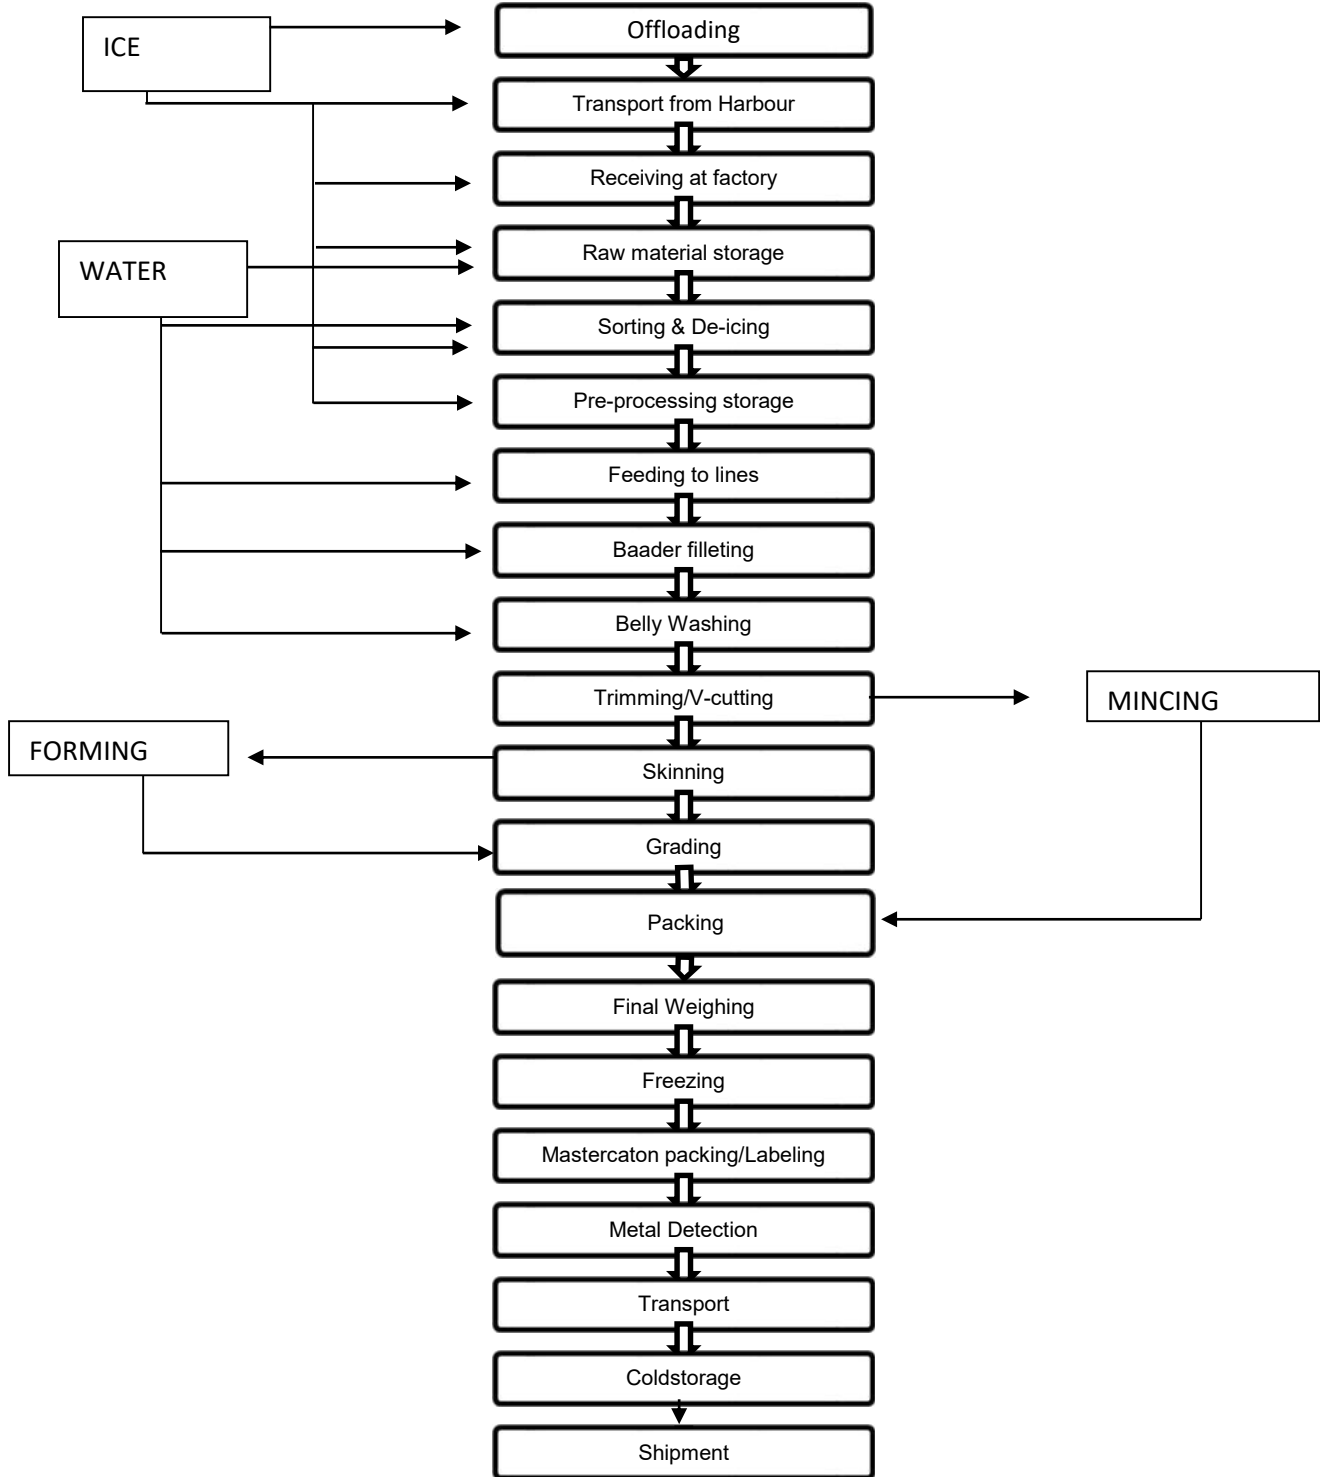 ICE
Offloading
Transport from Harbour
Receiving at factory
Raw material storage
WATER
Sorting & De-icing
Pre-processing storage
Feeding to lines
Baader filleting
Belly Washing
Trimming/V-cutting
MINCING
FORMING
Skinning
Grading
Packing
Final Weighing
Freezing
Mastercaton packing/Labeling
Metal Detection
Transport
Coldstorage
Shipment